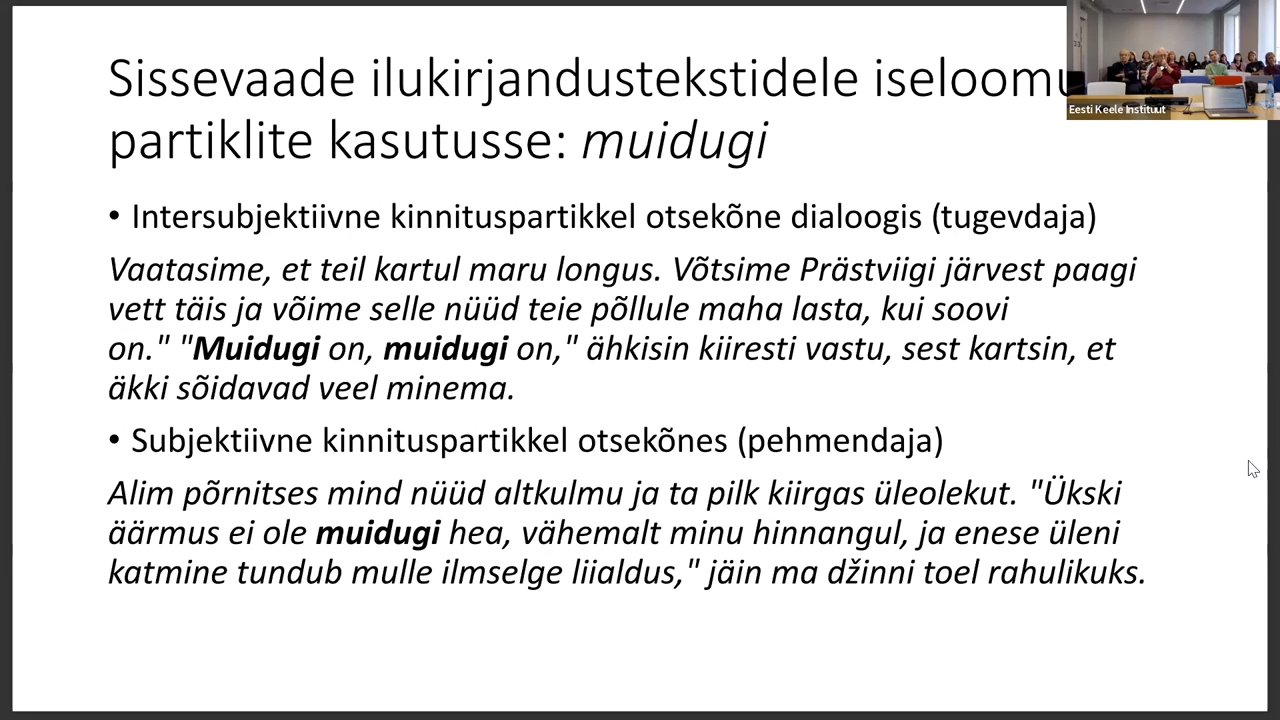 Sissevaade ilukirjandustekstidele
partiklite kasutusse: muidugi
Eesti Keele Instituut
• Intersubjektiivne kinnituspartikkel otsekõne dialoogis (tugevdaja)
Vaatasime, et teil kartul maru longus. Võtsime Prästviigi järvest paagi
vett täis ja võime selle nüüd teie põllule maha lasta, kui soovi
on." "Muidugi on, muidugi on," ähkisin kiiresti vastu, sest kartsin, et
äkki sõidavad veel minema.
• Subjektiivne kinnituspartikkel otsekõnes (pehmendaja)
Alim põrnitses mind nüüd altkulmu ja ta pilk kiirgas üleolekut. "Ükski
äärmus ei ole muidugi hea, vähemalt minu hinnangul, ja enese üleni
katmine tundub mulle ilmselge liialdus," jäin ma džinni toel rahulikuks.